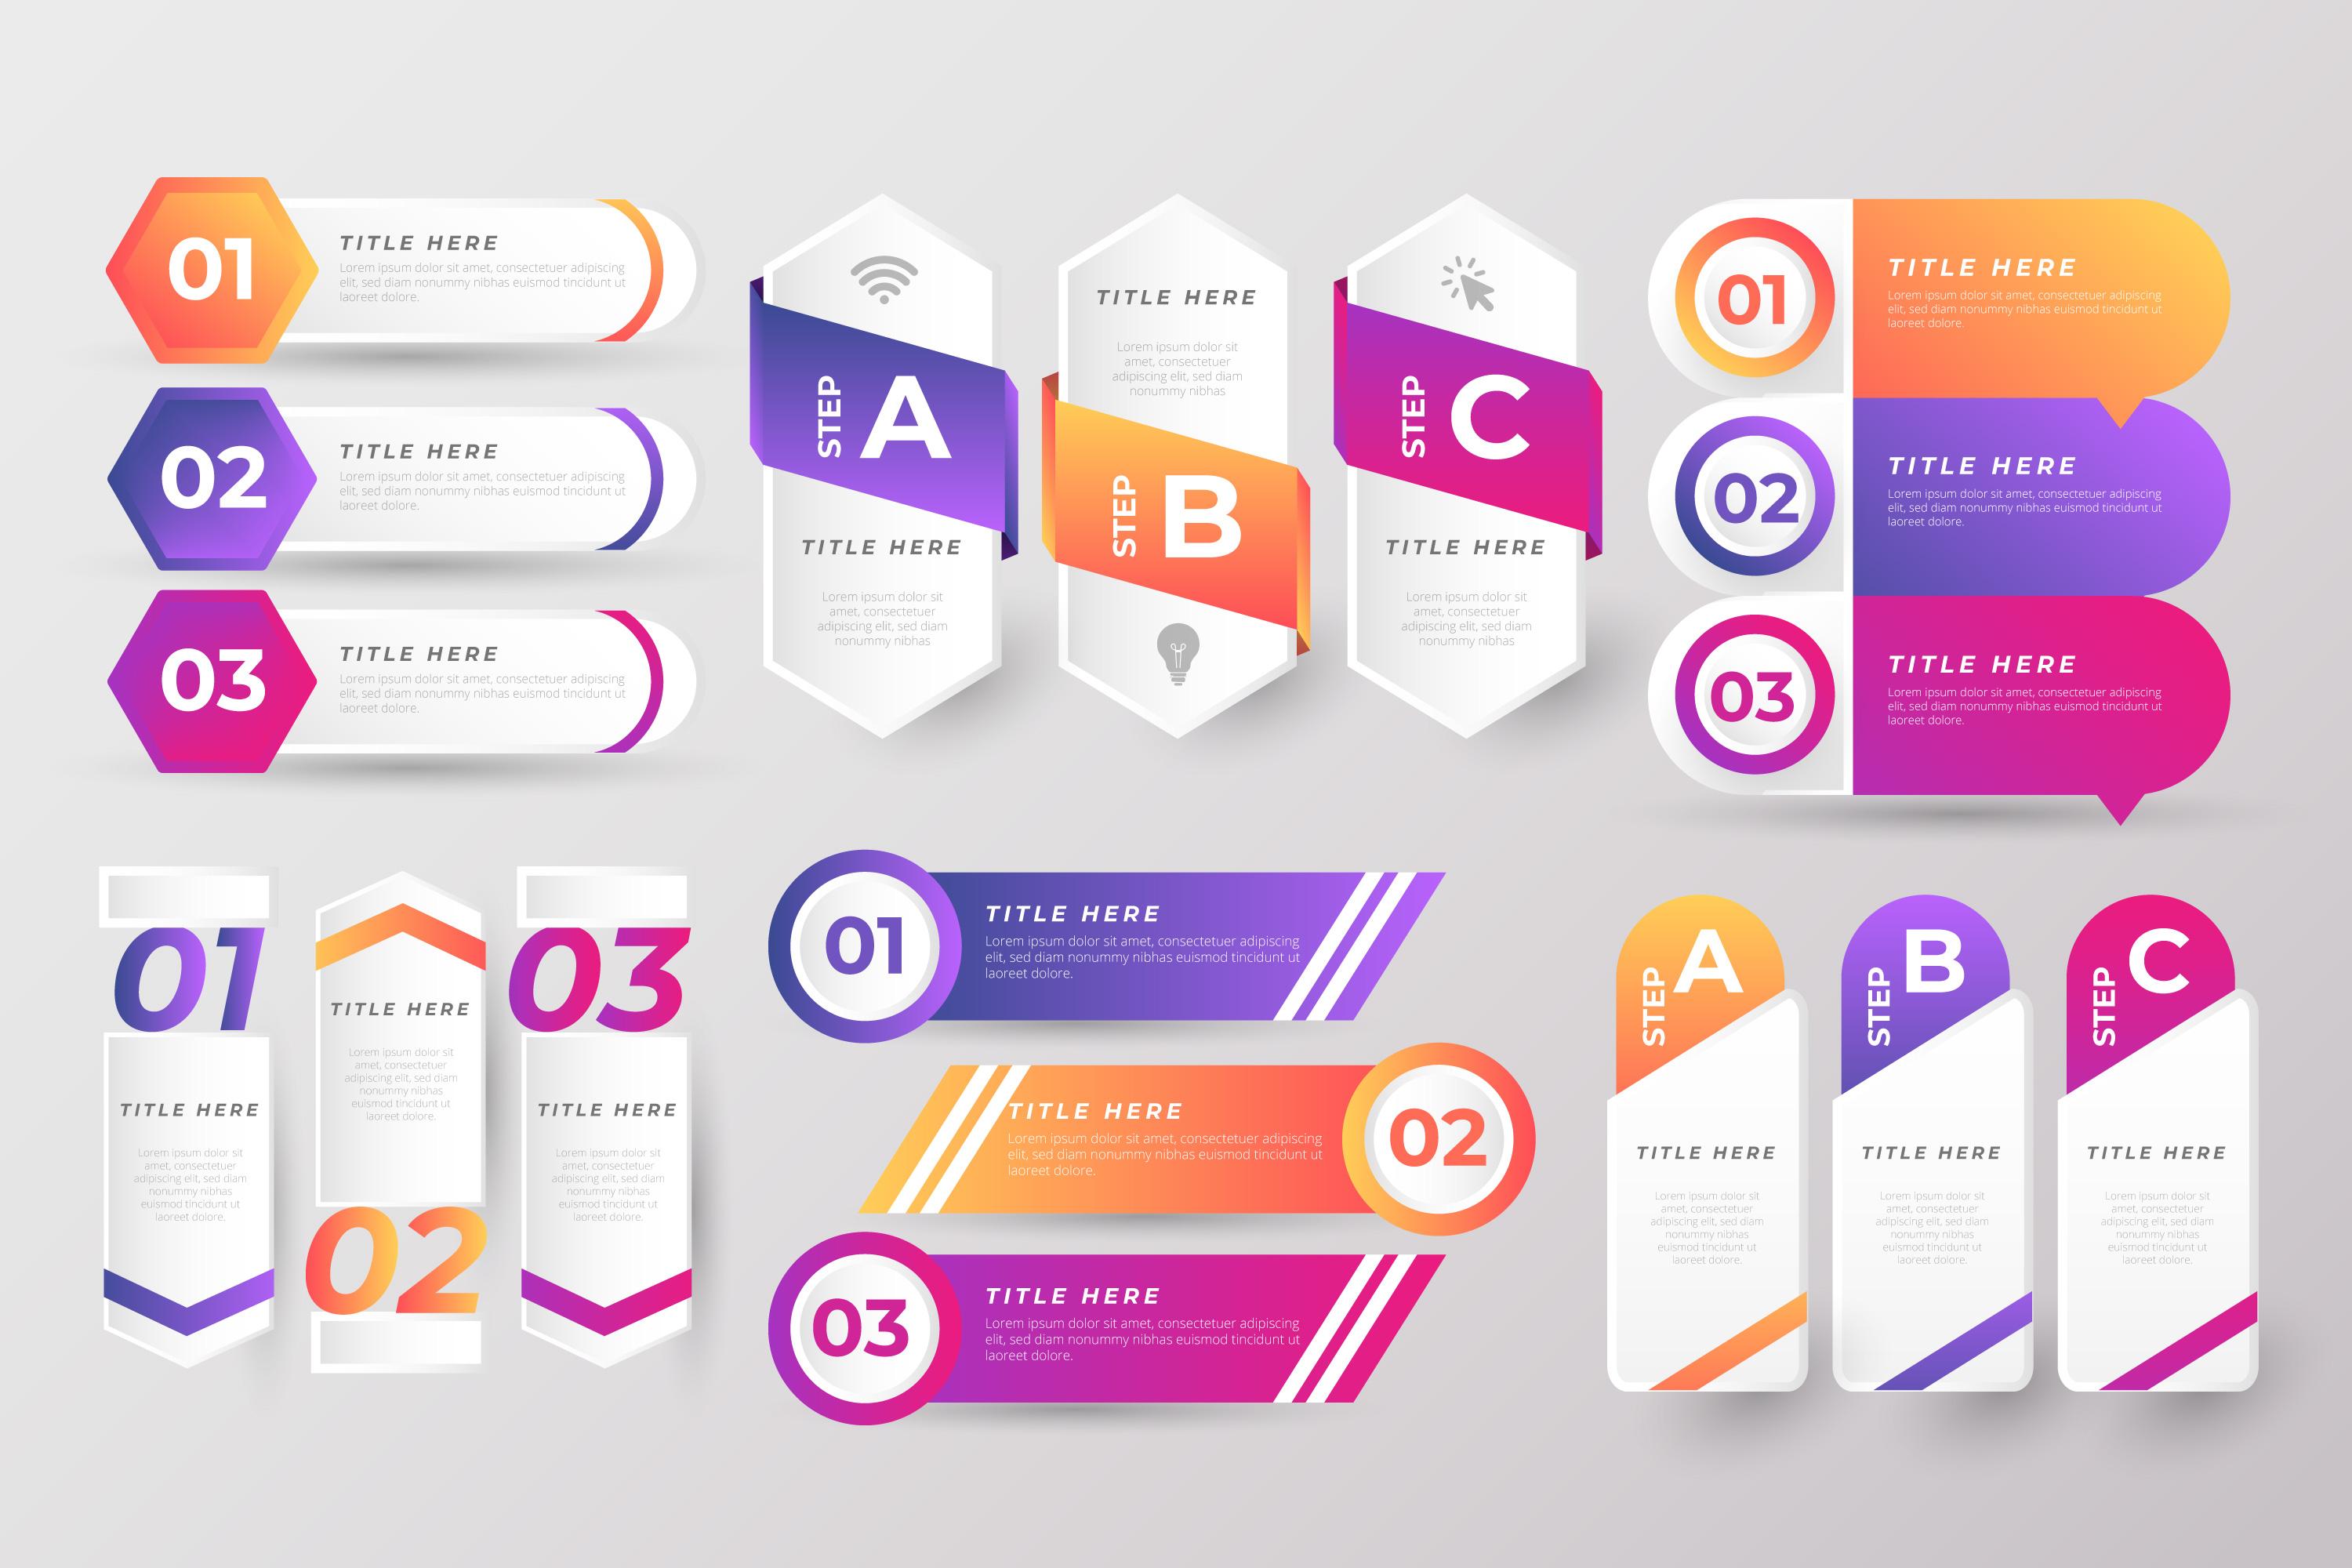 01
TITLE HERE
Lorem ipsum dolor sit amet, consectetuer adipiscing
elit, sed diam nonummy nibhas euismod tincidunt ut
laoreet dolore.
02
TITLE HERE
Lorem ipsum dolor sit amet, consectetuer adipiscing
elit, sed diam nonummy nibhas euismod tincidunt ut
laoreet dolore.
03
TITLE HERE
Lorem ipsum dolor sit amet, consectetuer adipiscing
elit, sed diam nonummy nibhas euismod tincidunt ut
laoreet dolore.
STEP A
TITLE HERE
Lorem ipsum dolor sit
amet, consectetuer
adipiscing elit, sed diam
nonummy nibhas
TITLE HERE
Lorem ipsum dolor sit
amet, consectetuer
adipiscing elit, sed diam
nonummy nibhas
STEP B
STEP C
TITLE HERE
Lorem ipsum dolor sit
amet, consectetuer
adipiscing elit, sed diam
nonummy nibhas
01
TITLE HERE
Lorem ipsum dolor sit amet, consectetuer adipiscing
elit, sed diam nonummy nibhas euismod tincidunt ut
laoreet dolore.
02
TITLE HERE
Lorem ipsum dolor sit amet, consectetuer adipiscing
elit, sed diam nonummy nibhas euismod tincidunt ut
laoreet dolore.
03
TITLE HERE
Lorem ipsum dolor sit amet, consectetuer adipiscing
elit, sed diam nonummy nibhas euismod tincidunt ut
laoreet dolore.
01
TITLE HERE
Lorem ipsum dolor sit
amet, consectetuer
adipiscing elit, sed diam
nonummy nibhas
euismod tincidunt ut
laoreet dolore.
TITLE HERE
Lorem ipsum dolor sit
amet, consectetuer
adipiscing elit, sed diam
nonummy nibhas
euismod tincidunt ut
laoreet dolore.
02
03
TITLE HERE
Lorem ipsum dolor sit
amet, consectetuer
adipiscing elit, sed diam
nonummy nibhas
euismod tincidunt ut
laoreet dolore.
01
TITLE HERE
Lorem ipsum dolor sit amet, consectetuer adipiscing
elit, sed diam nonummy nibhas euismod tincidunt ut
laoreet dolore.
TITLE HERE
Lorem ipsum dolor sit amet, consectetuer adipiscing
elit, sed diam nonummy nibhas euismod tincidunt ut
laoreet dolore.
02
03
TITLE HERE
Lorem ipsum dolor sit amet, consectetuer adipiscing
elit, sed diam nonummy nibhas euismod tincidunt ut
laoreet dolore.
STEP A
TITLE HERE
Lorem ipsum dolor sit
amet, consectetuer
adipiscing elit, sed diam
nonummy nibhas
euismod tincidunt ut
laoreet dolore.
STEP B
TITLE HERE
Lorem ipsum dolor sit
amet, consectetuer
adipiscing elit, sed diam
nonummy nibhas
euismod tincidunt ut
laoreet dolore.
STEP C
TITLE HERE
Lorem ipsum dolor sit
amet, consectetuer
adipiscing elit, sed diam
nonummy nibhas
euismod tincidunt ut
laoreet dolore.